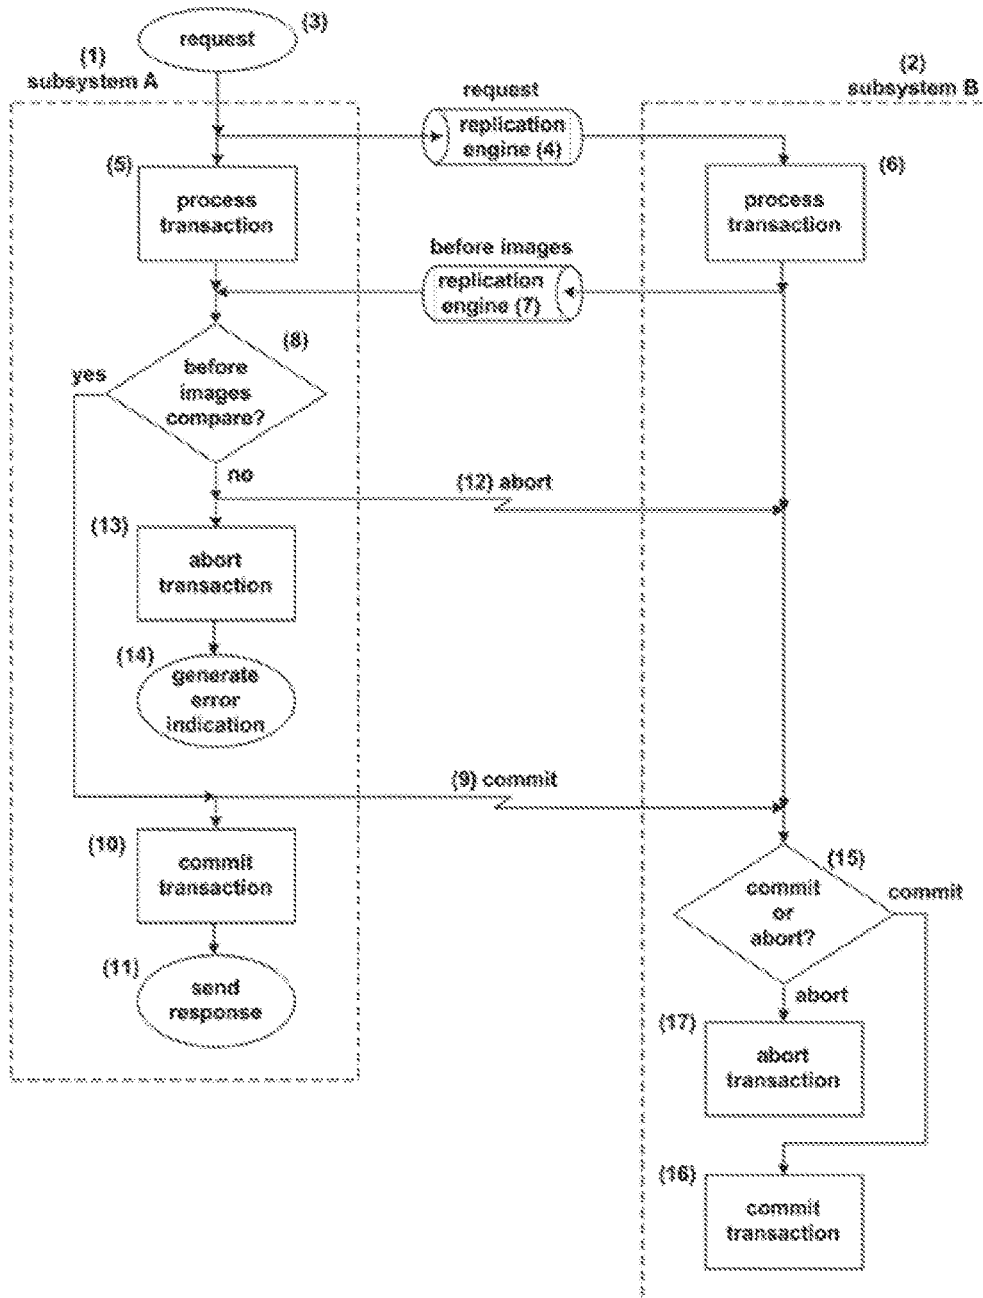 request
(3)
(1)
subsystem A
(2)
subsystem B
request
replication
engine (4)
(5)
process
transaction
(6)
process
transaction
before images
replication
engine (7)
(8)
before
images
compare?
yes
no
(12) abort
(13)
abort
transaction
(14)
generate
error
indication
(9) commit
(10)
commit
transaction
(11)
send
response
(15)
commit
or
abort?
commit
abort
(17)
abort
transaction
(16)
commit
transaction